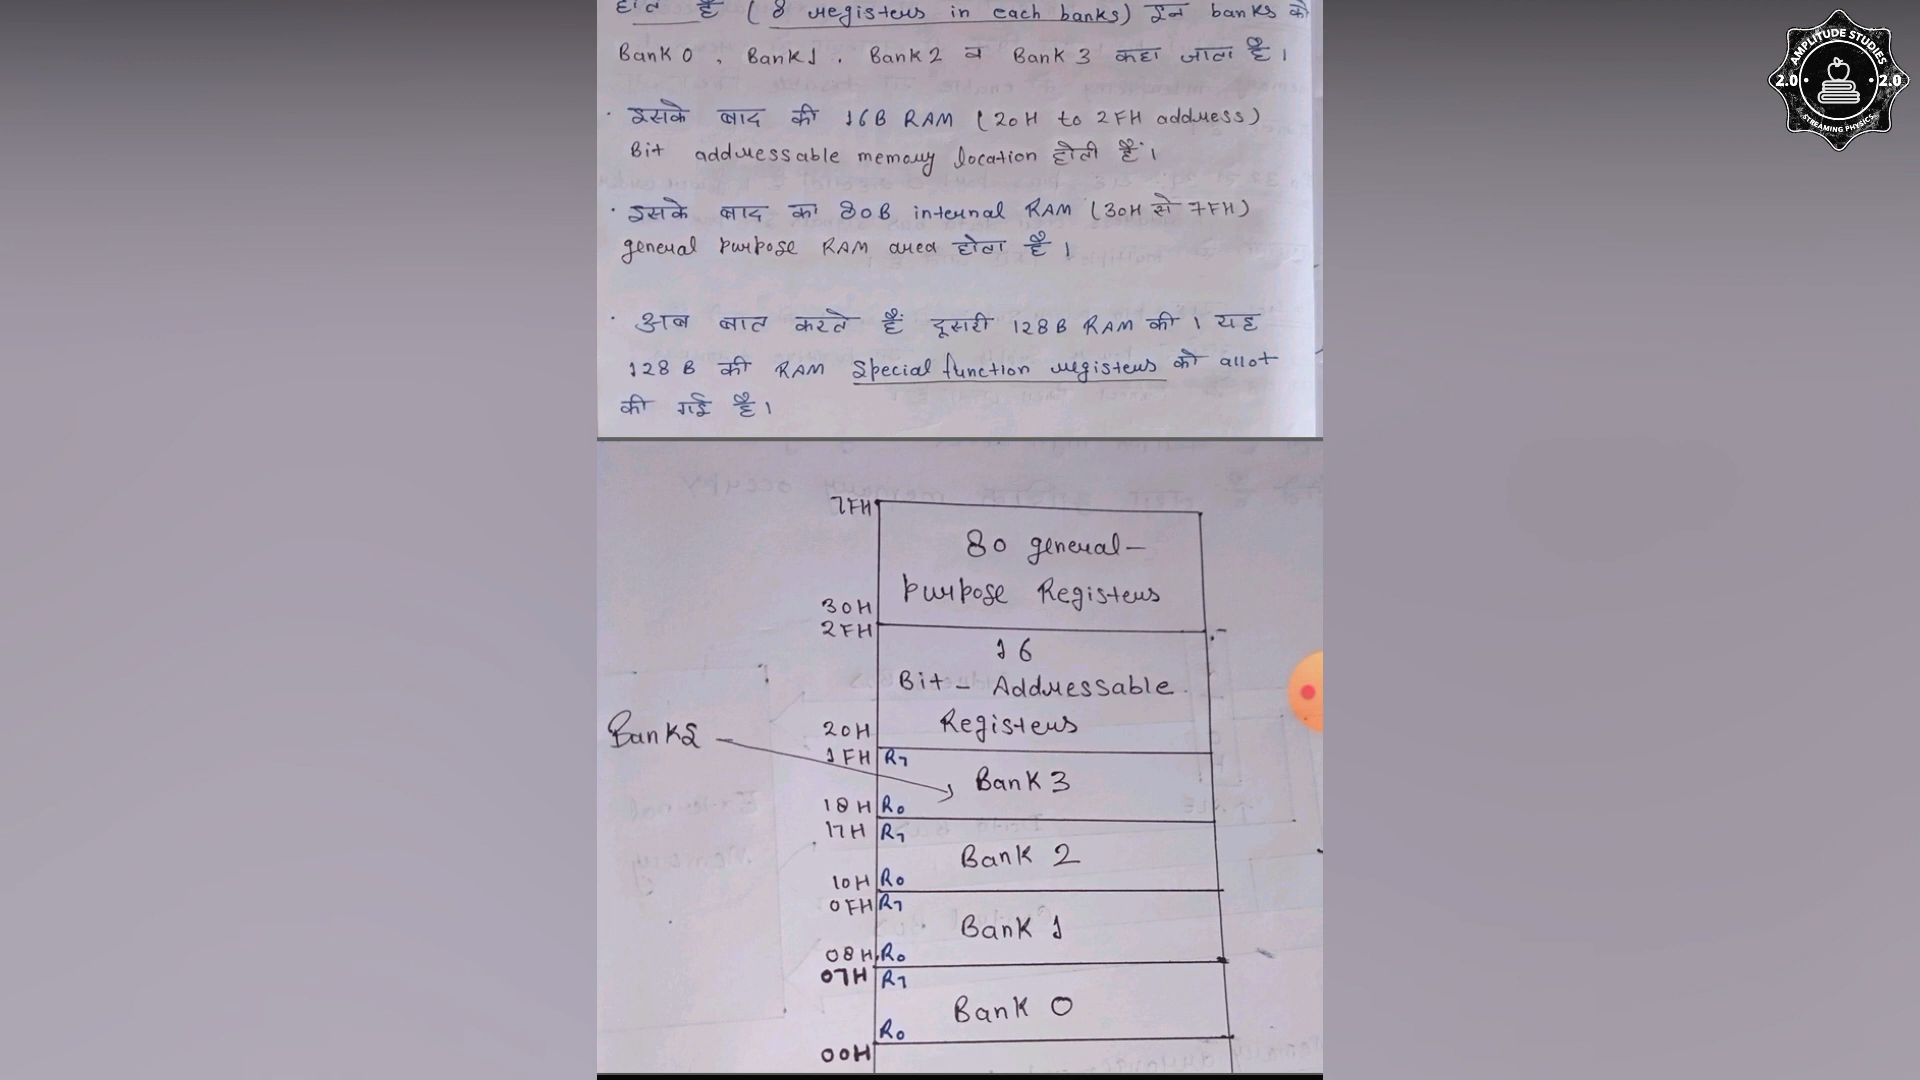 होते है ( 8 registers in each banks) इन banks को
Bank 0 , Bank 1 , Bank 2 व Bank 3 कहा जाता है।
· इसके बाद की 16B RAM ( 20H to 2FH address)
Bit addressable memory location होती है।
· इसके बाद का 80B internal RAM (30H से 7FH)
general purpose RAM area होता है।
· अब बात करते हैं दूसरी 128B RAM की । यह
128 B की RAM Special function registers को allot
की गई है।
7FH
80 general-
purpose Registers
30H
2FH
16
Bit - Addressable
Registers
20H
Banks
1FH R7
Bank 3
18H R0
17H R7
Bank 2
10H R0
0FH R7
Bank 1
08H R0
07H R7
Bank 0
R0
00H
AMPLITUDE STUDIES
2.0 2.0
STREAMING PHYSICS